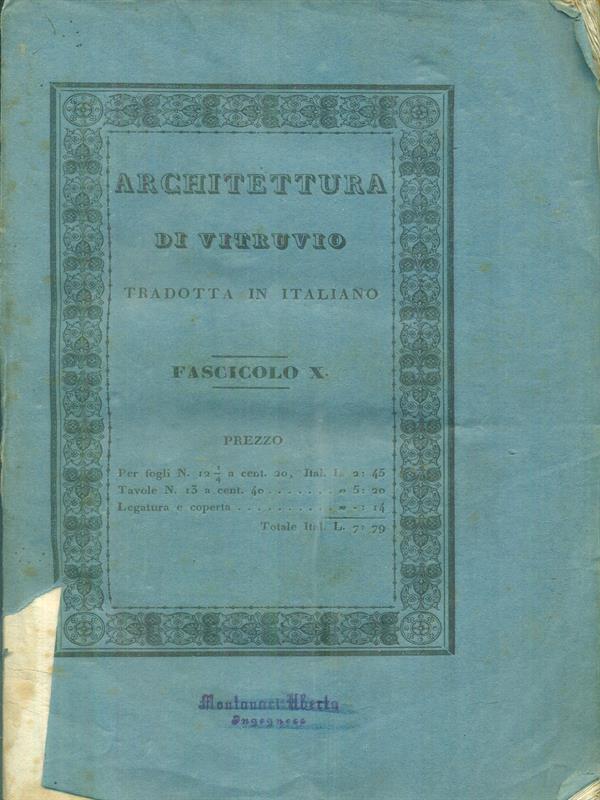 ARCHITETTURA
DI VITRUVIO
TRADOTTA IN ITALIANO
FASCICOLO X.
PREZZO
Per fogli N. 12 1/4 a cent. 20, Ital. L. 2: 45
Tavole N. 13 a cent. 40 . . . . . . . „ 5: 20
Legatura e coperta . . . . . . . . . . „ -: 14
Totale Ital. L. 7: 79
Montanari Uberto
Ingegnere